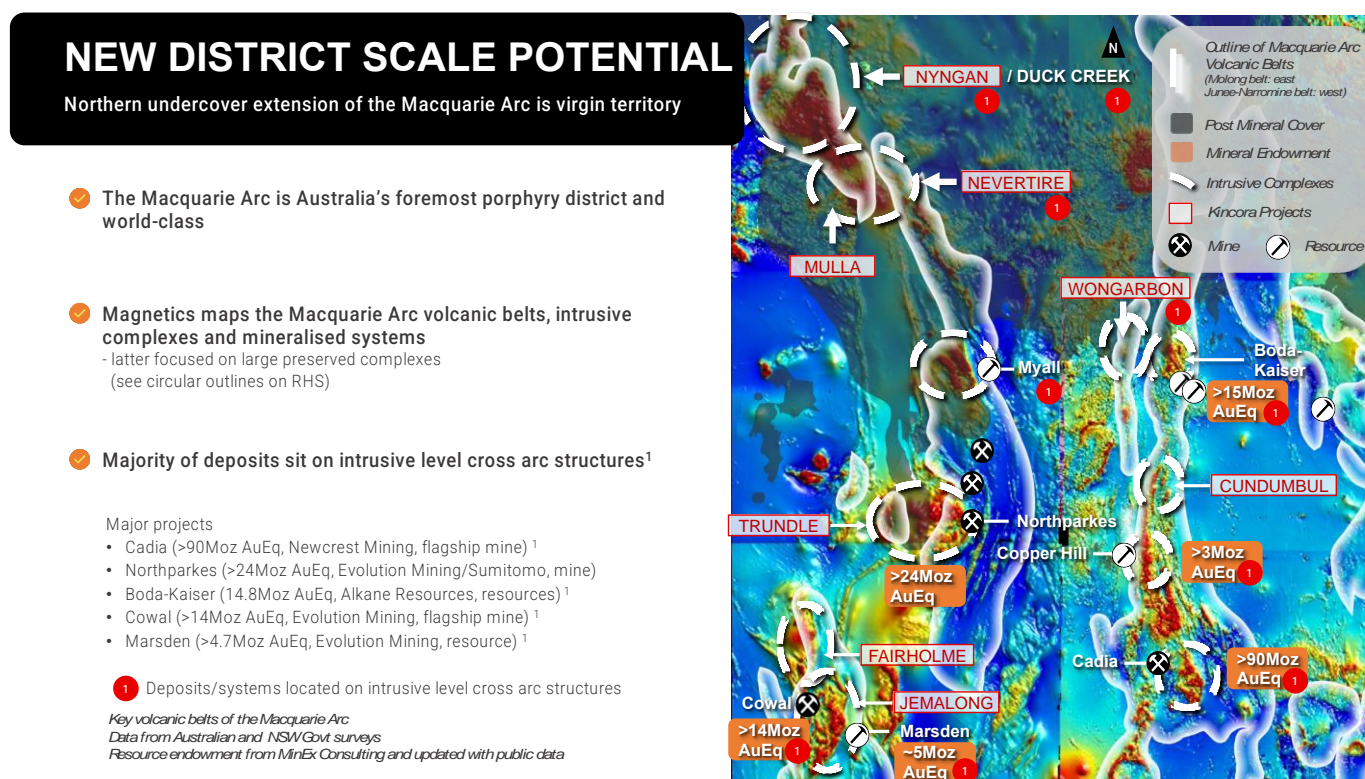 NEW DISTRICT SCALE POTENTIAL
Northern undercover extension of the Macquarie Arc is virgin territory
The Macquarie Arc is Australia's foremost porphyry district and
world-class
Magnetics maps the Macquarie Arc volcanic belts, intrusive
complexes and mineralised systems
- latter focused on large preserved complexes
(see circular outlines on RHS)
Majority of deposits sit on intrusive level cross arc structures¹
Major projects
• Cadia (>90Moz AuEq, Newcrest Mining, flagship mine) ¹
• Northparkes (>24Moz AuEq, Evolution Mining/Sumitomo, mine)
• Boda-Kaiser (14.8Moz AuEq, Alkane Resources, resources) ¹
• Cowal (>14Moz AuEq, Evolution Mining, flagship mine) ¹
• Marsden (>4.7Moz AuEq, Evolution Mining, resource) ¹
1 Deposits/systems located on intrusive level cross arc structures
Key volcanic belts of the Macquarie Arc
Data from Australian and NSW Govt surveys
Resource endowment from MinEx Consulting and updated with public data
N
Outline of Macquarie Arc
Volcanic Belts
(Molong belt: east
Junee-Narromine belt: west)
Post Mineral Cover
Mineral Endowment
Intrusive Complexes
Kincora Projects
Mine
Resource
NYNGAN / DUCK CREEK
1
1
NEVERTIRE
1
MULLA
WONGARBON
1
Boda-
Kaiser
>15Moz
AuEq 1
Myall
1
CUNDUMBUL
TRUNDLE
Northparkes
>24Moz
AuEq
Copper Hill
>3Moz
AuEq 1
FAIRHOLME
Cadia
>90Moz
AuEq 1
JEMALONG
Cowal
>14Moz
AuEq 1
Marsden
~5Moz
AuEq 1